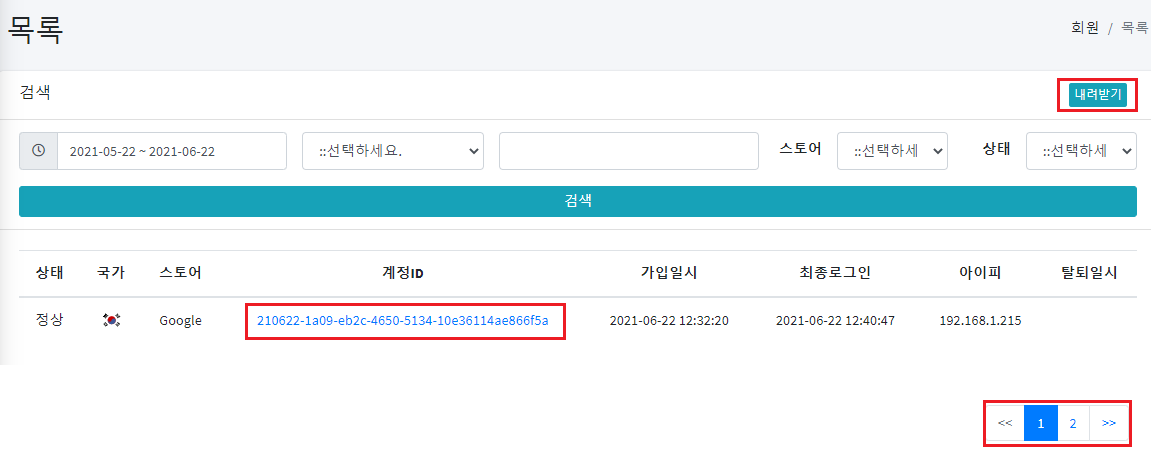 목록
회원 / 목록
검색
내려받기
2021-05-22 ~ 2021-06-22
::선택하세요.
스토어
::선택하세
상태
::선택하세
검색
상태 국가 스토어 계정ID 가입일시 최종로그인 아이피 탈퇴일시
정상 Google 210622-1a09-eb2c-4650-5134-10e36114ae866f5a 2021-06-22 12:32:20 2021-06-22 12:40:47 192.168.1.215
<< 1 2 >>